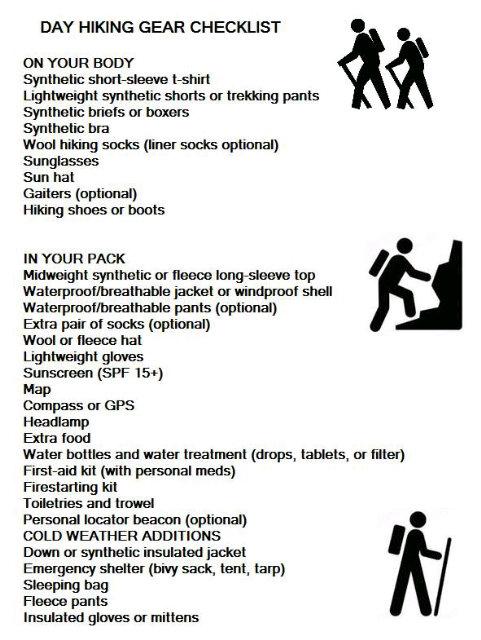 DAY HIKING GEAR CHECKLIST
ON YOUR BODY
Synthetic short-sleeve t-shirt
Lightweight synthetic shorts or trekking pants
Synthetic briefs or boxers
Synthetic bra
Wool hiking socks (liner socks optional)
Sunglasses
Sun hat
Gaiters (optional)
Hiking shoes or boots
IN YOUR PACK
Midweight synthetic or fleece long-sleeve top
Waterproof/breathable jacket or windproof shell
Waterproof/breathable pants (optional)
Extra pair of socks (optional)
Wool or fleece hat
Lightweight gloves
Sunscreen (SPF 15+)
Map
Compass or GPS
Headlamp
Extra food
Water bottles and water treatment (drops, tablets, or filter)
First-aid kit (with personal meds)
Firestarting kit
Toiletries and trowel
Personal locator beacon (optional)
COLD WEATHER ADDITIONS
Down or synthetic insulated jacket
Emergency shelter (bivy sack, tent, tarp)
Sleeping bag
Fleece pants
Insulated gloves or mittens